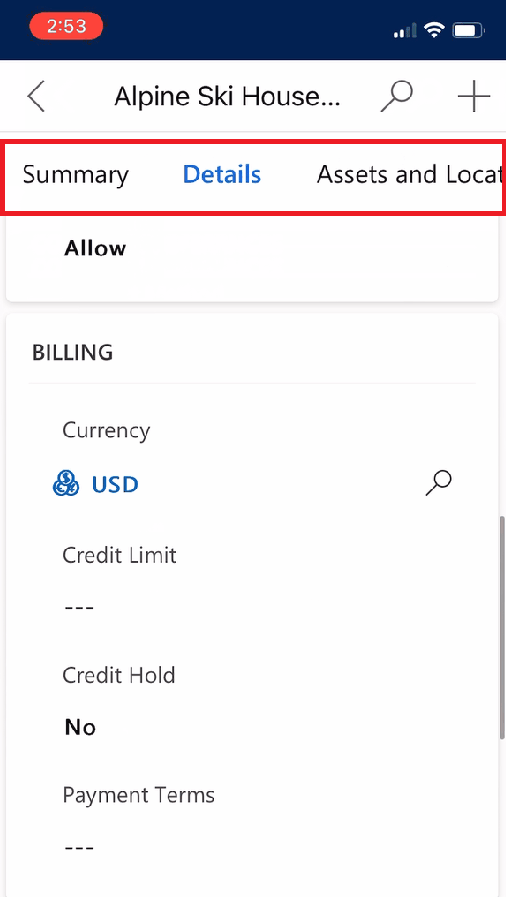 2:53
Alpine Ski House...
Summary Details Assets and Locat
Allow
BILLING
Currency
USD
Credit Limit
---
Credit Hold
No
Payment Terms
---